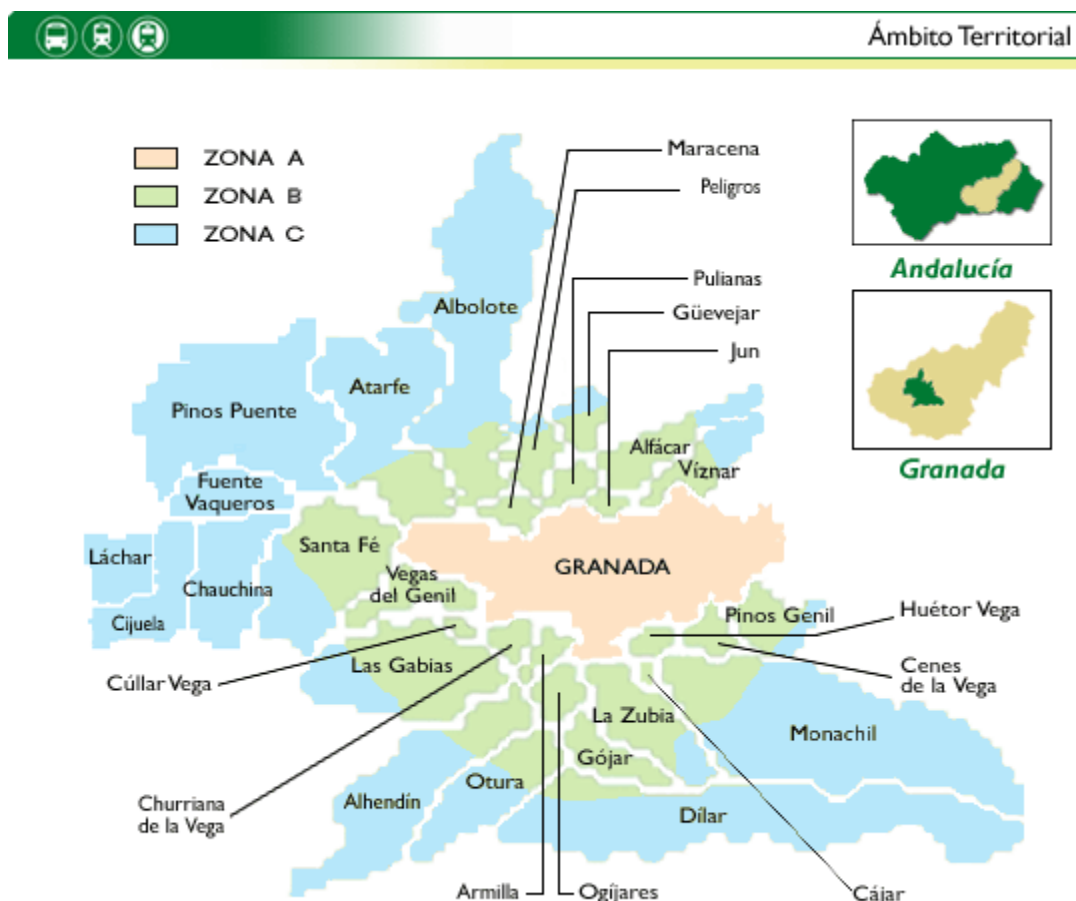 Ámbito Territorial
ZONA A
ZONA B
ZONA C
Maracena
Peligros
Pulianas
Güevejar
Jun
Andalucía
Granada
Albolote
Atarfe
Pinos Puente
Alfácar
Víznar
Fuente
Vaqueros
Santa Fé
Láchar
Chauchina
Cijuela
Vegas
del Genil
GRANADA
Pinos Genil
Huétor Vega
Cenes
de la Vega
Cúllar Vega
Las Gabias
La Zubia
Monachil
Gójar
Otura
Alhendín
Churriana
de la Vega
Dílar
Armilla
Ogíjares
Cájar